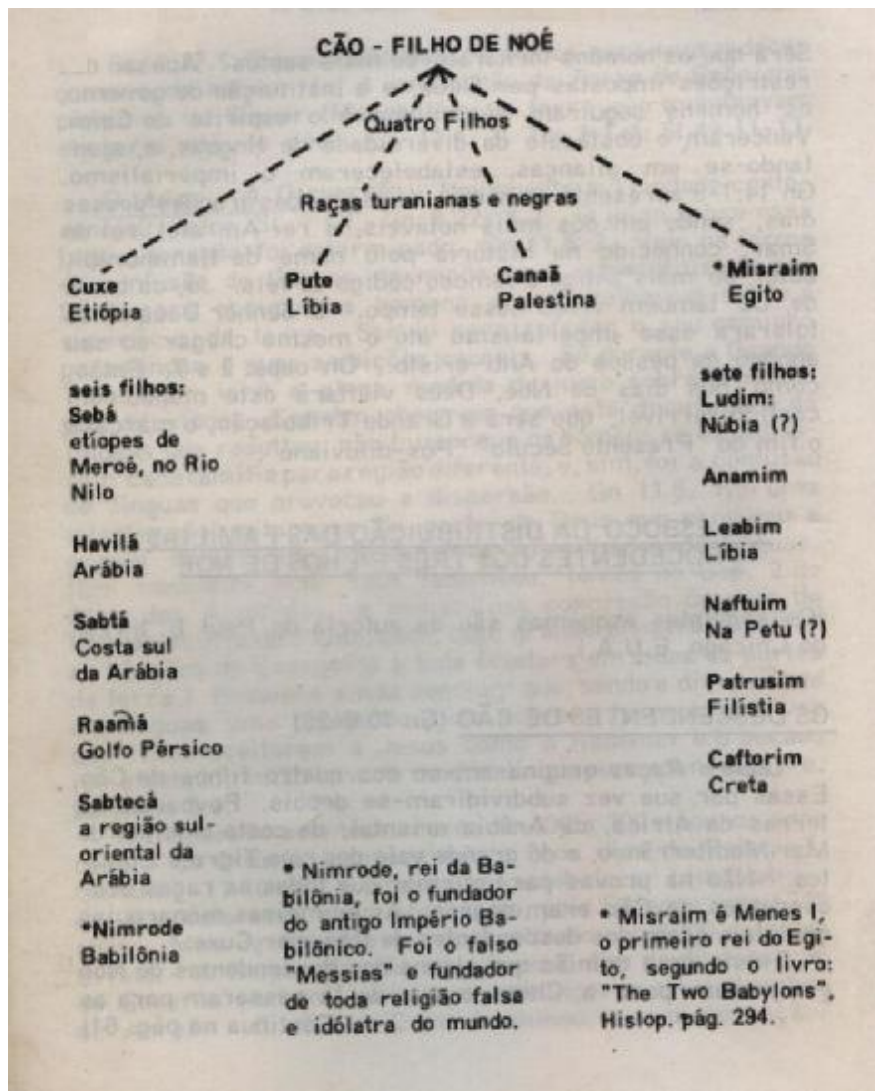 CÃO - FILHO DE NOÉ
Quatro Filhos
Raças turanianas e negras
Cuxe
Etiópia
Pute
Líbia
Canaã
Palestina
*Misraim
Egito
seis filhos:
Sebá
etíopes de
Meroé, no Rio
Nilo
Havilá
Arábia
Sabtá
Costa sul
da Arábia
Raamá
Golfo Pérsico
Sabtecá
a região sul-
oriental da
Arábia
*Nimrode
Babilônia
sete filhos:
Ludim:
Núbia (?)
Anamim
Leabim
Líbia
Naftuim
Na Petu (?)
Patrusim
Filístia
Caftorim
Creta
* Nimrode, rei da Ba-
bilônia, foi o fundador
do antigo Império Ba-
bilônico. Foi o falso
"Messias" e fundador
de toda religião falsa
e idólatra do mundo.
* Misraim é Menes I,
o primeiro rei do Egi-
to, segundo o livro:
"The Two Babylons",
Hislop. pág. 294.